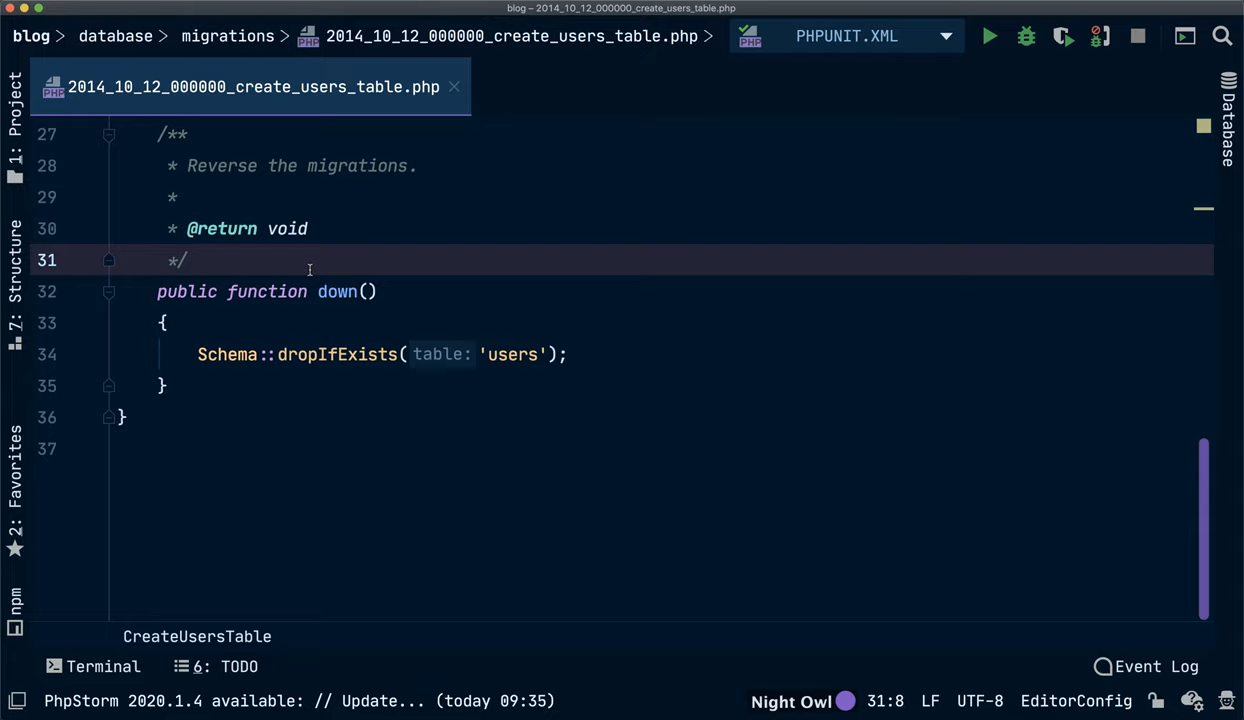 blog – 2014_10_12_000000_create_users_table.php
blog > database > migrations > 2014_10_12_000000_create_users_table.php > PHPUNIT.XML
2014_10_12_000000_create_users_table.php
1: Project
7: Structure
2: Favorites
npm
Database
27 /**
28 * Reverse the migrations.
29 *
30 * @return void
31 */
32 public function down()
33 {
34 Schema::dropIfExists( table: 'users');
35 }
36 }
37
CreateUsersTable
Terminal 6: TODO Event Log
PhpStorm 2020.1.4 available: // Update... (today 09:35) Night Owl 31:8 LF UTF-8 EditorConfig